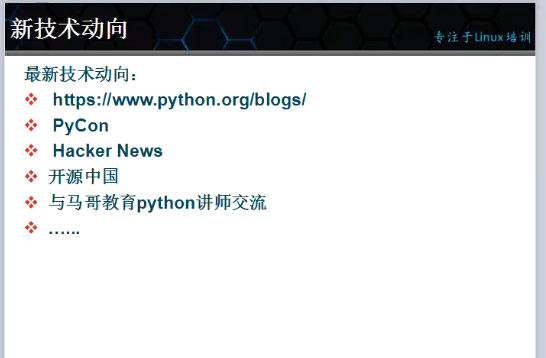 新技术动向
专注于Linux培训
最新技术动向：
https://www.python.org/blogs/
PyCon
Hacker News
开源中国
与马哥教育python讲师交流
......